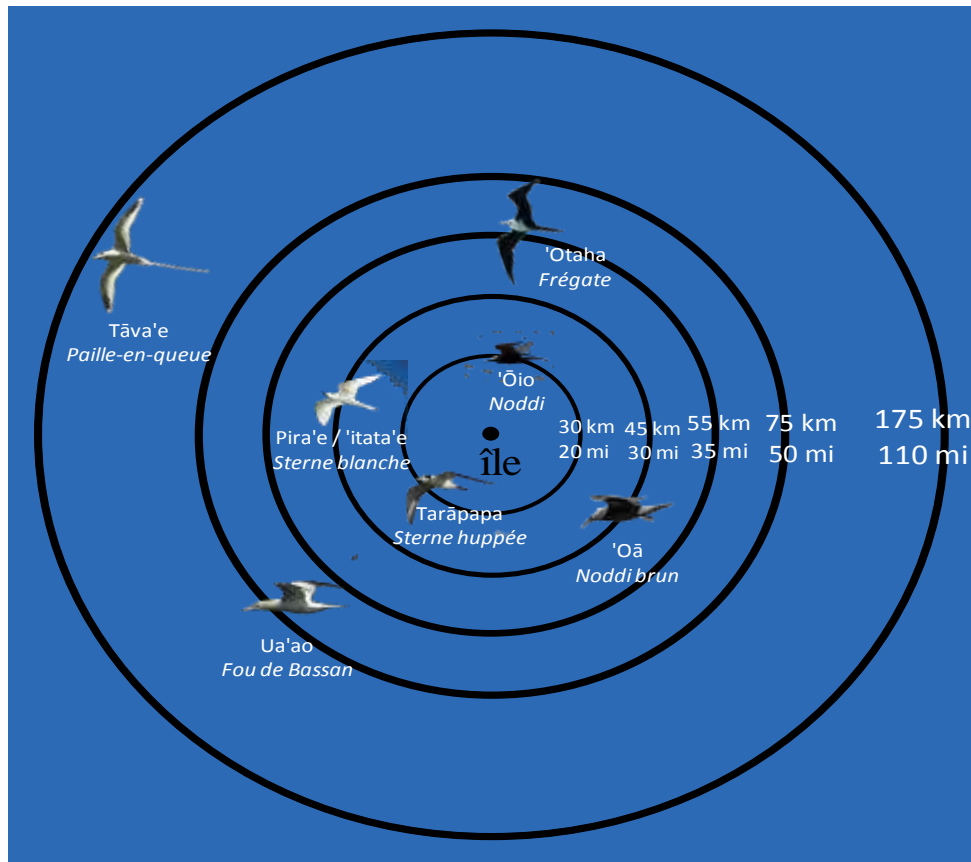 'Otaha
Frégate
Tāva'e
Paille-en-queue
'Ōio
Noddi
Pira'e / 'itata'e
Sterne blanche
île
30 km
20 mi
45 km
30 mi
55 km
35 mi
75 km
50 mi
175 km
110 mi
Tarāpapa
Sterne huppée
'Oā
Noddi brun
Ua'ao
Fou de Bassan